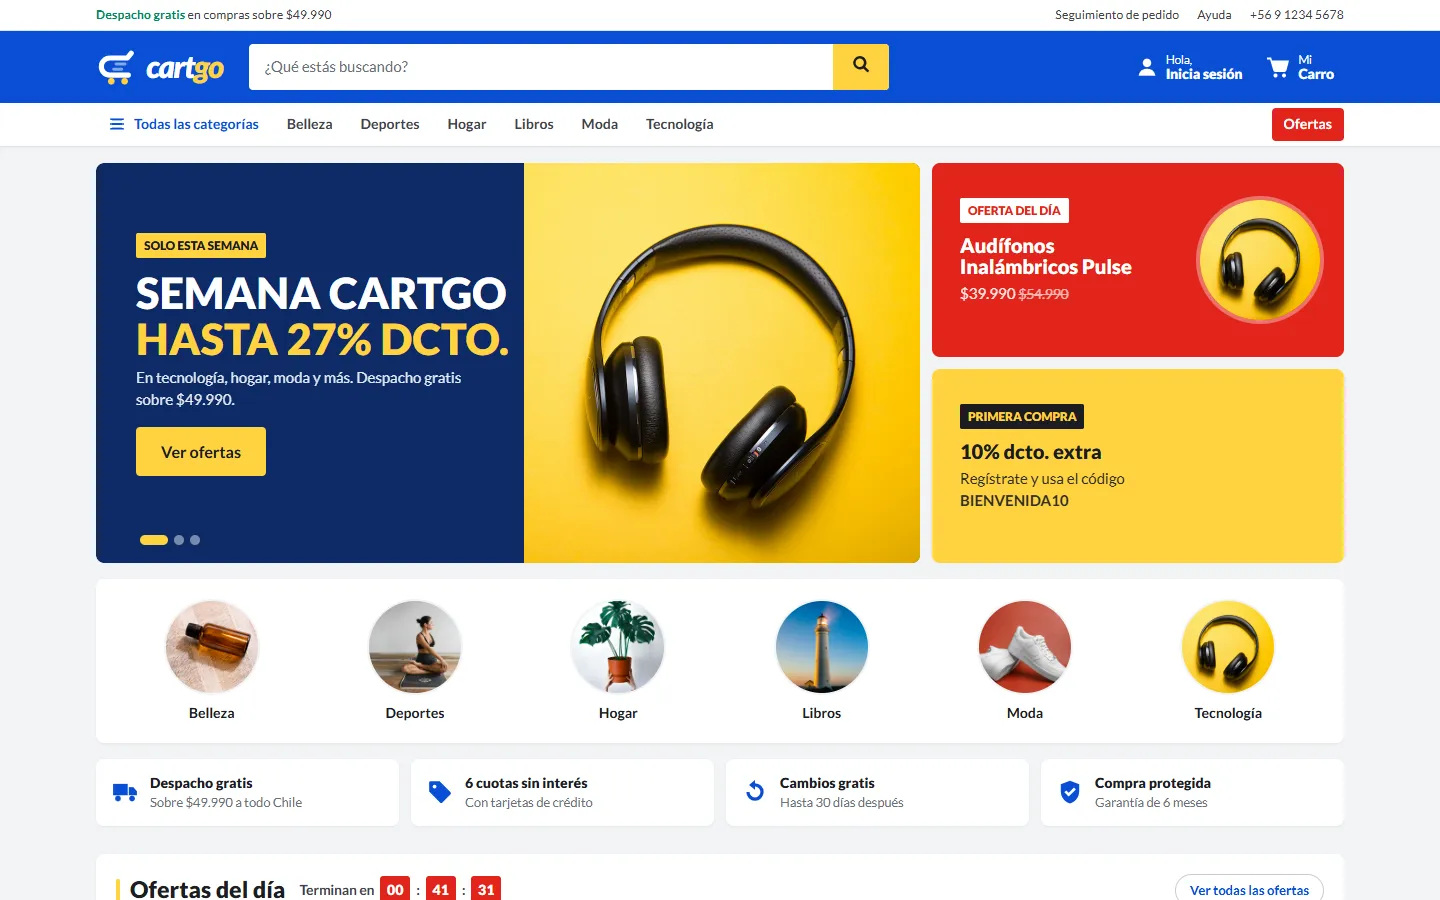 Despacho gratis en compras sobre $49.990
Seguimiento de pedido
Ayuda
+56 9 1234 5678
cartgo
¿Qué estás buscando?
Hola,
Inicia sesión
Mi
Carro
Todas las categorías
Belleza
Deportes
Hogar
Libros
Moda
Tecnología
Ofertas
SOLO ESTA SEMANA
SEMANA CARTGO
HASTA 27% DCTO.
En tecnología, hogar, moda y más. Despacho gratis
sobre $49.990.
Ver ofertas
OFERTA DEL DÍA
Audífonos
Inalámbricos Pulse
$39.990 $54.990
PRIMERA COMPRA
10% dcto. extra
Regístrate y usa el código
BIENVENIDA10
Belleza
Deportes
Hogar
Libros
Moda
Tecnología
Despacho gratis
Sobre $49.990 a todo Chile
6 cuotas sin interés
Con tarjetas de crédito
Cambios gratis
Hasta 30 días después
Compra protegida
Garantía de 6 meses
Ofertas del día
Terminan en 00 : 41 : 31
Ver todas las ofertas